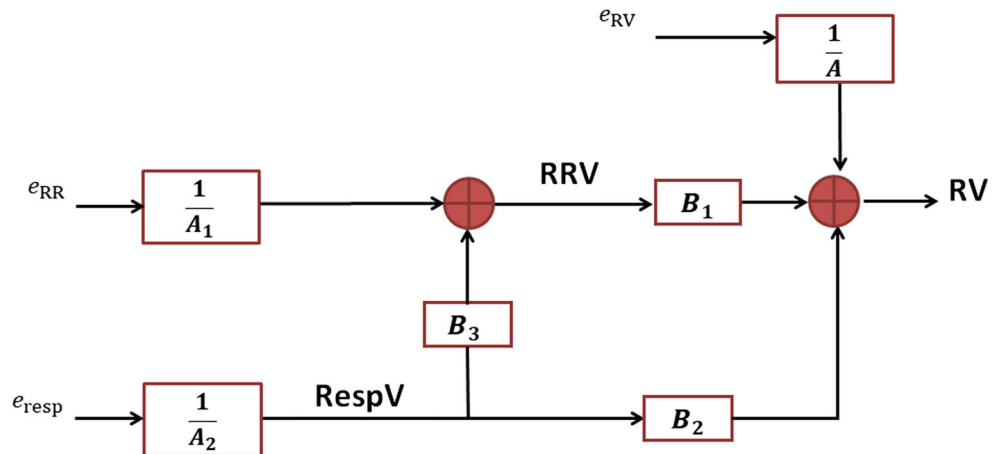 e_RV
1
A
e_RR
1
A_1
RRV
B_1
RV
B_3
e_resp
1
A_2
RespV
B_2